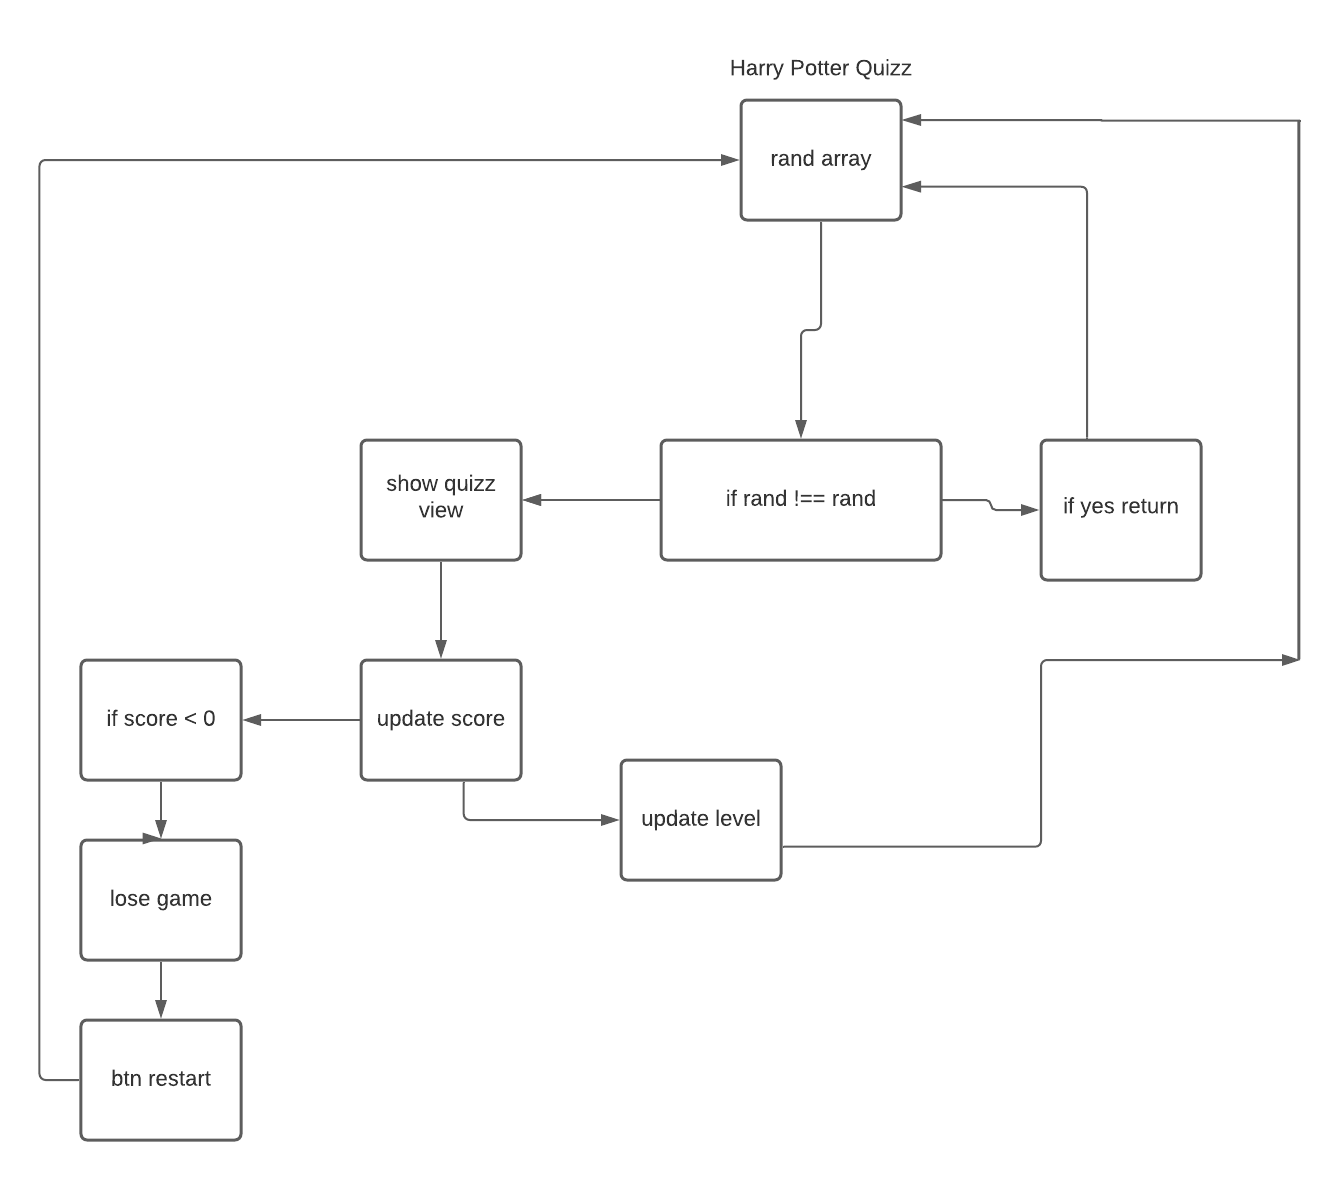 Harry Potter Quizz
rand array
show quizz
view
if rand !== rand
if yes return
if score < 0
update score
update level
lose game
btn restart